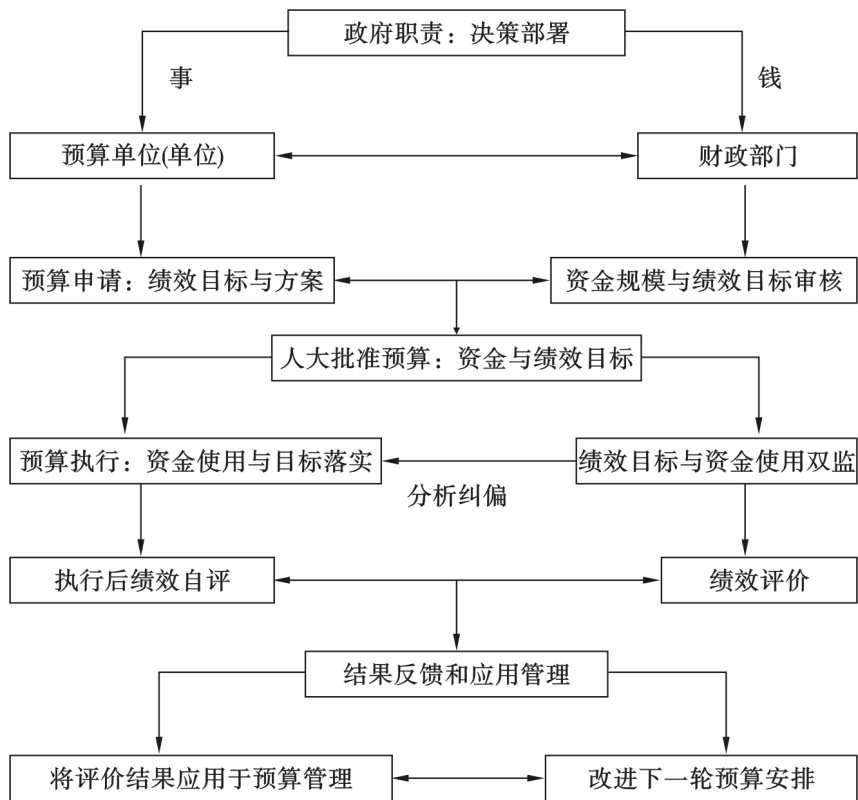 政府职责：决策部署
事
钱
预算单位(单位)
财政部门
预算申请：绩效目标与方案
资金规模与绩效目标审核
人大批准预算：资金与绩效目标
预算执行：资金使用与目标落实
绩效目标与资金使用双监
分析纠偏
执行后绩效自评
绩效评价
结果反馈和应用管理
将评价结果应用于预算管理
改进下一轮预算安排